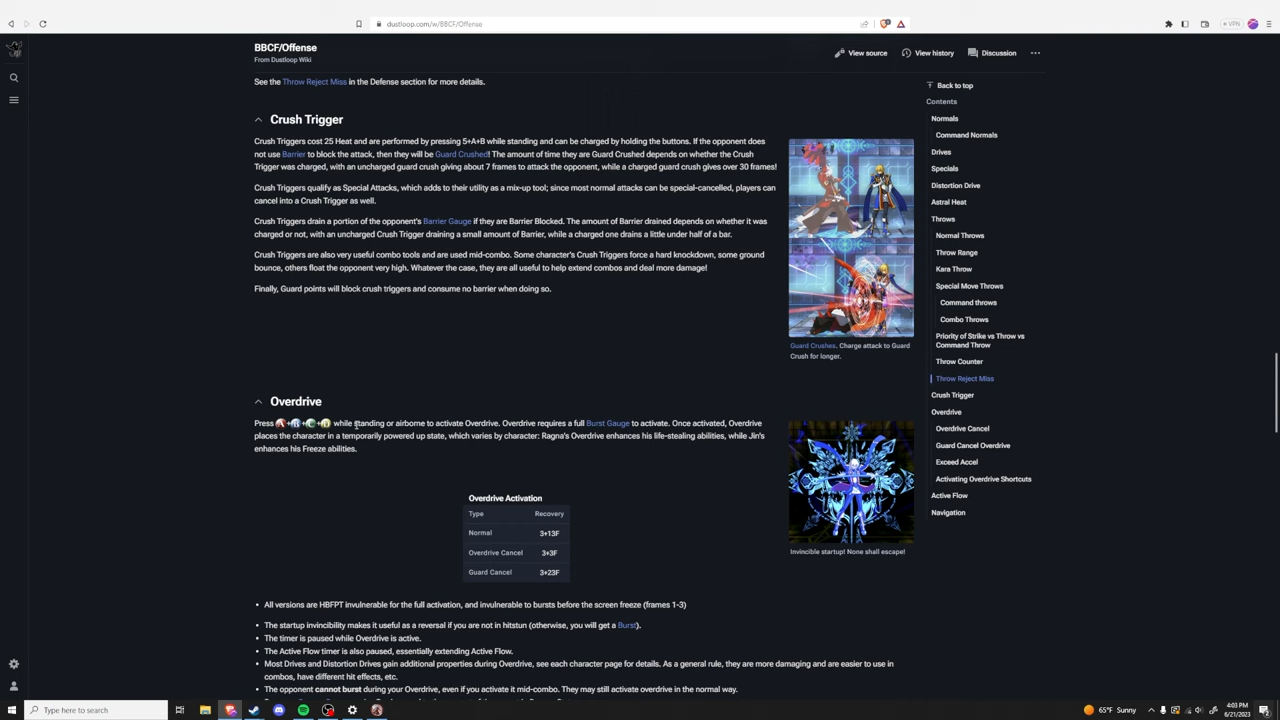 dustloop.com/w/BBCF/Offense
VPN
BBCF/Offense
From Dustloop Wiki
View source
View history
Discussion
See the Throw Reject Miss in the Defense section for more details.
Crush Trigger
Crush Triggers cost 25 Heat and are performed by pressing 5+A+B while standing and can be charged by holding the buttons. If the opponent does
not use Barrier to block the attack, then they will be Guard Crushed! The amount of time they are Guard Crushed depends on whether the Crush
Trigger was charged, with an uncharged guard crush giving about 7 frames to attack the opponent, while a charged guard crush gives over 30 frames!
Crush Triggers qualify as Special Attacks, which adds to their utility as a mix-up tool; since most normal attacks can be special-cancelled, players can
cancel into a Crush Trigger as well.
Crush Triggers drain a portion of the opponent's Barrier Gauge if they are Barrier Blocked. The amount of Barrier drained depends on whether it was
charged or not, with an uncharged Crush Trigger draining a small amount of Barrier, while a charged one drains a little under half of a bar.
Crush Triggers are also very useful combo tools and are used mid-combo. Some character's Crush Triggers force a hard knockdown, some ground
bounce, others float the opponent very high. Whatever the case, they are all useful to help extend combos and deal more damage!
Finally, Guard points will block crush triggers and consume no barrier when doing so.
Guard Crushes. Charge attack to Guard
Crush for longer.
Overdrive
Press A+B+C+D while standing or airborne to activate Overdrive. Overdrive requires a full Burst Gauge to activate. Once activated, Overdrive
places the character in a temporarily powered up state, which varies by character: Ragna's Overdrive enhances his life-stealing abilities, while Jin's
enhances his Freeze abilities.
Overdrive Activation
Type Recovery
Normal 3+13F
Overdrive Cancel 3+3F
Guard Cancel 3+23F
Invincible startup! None shall escape!
• All versions are HBFPT invulnerable for the full activation, and invulnerable to bursts before the screen freeze (frames 1-3)
• The startup invincibility makes it useful as a reversal if you are not in hitstun (otherwise, you will get a Burst).
• The timer is paused while Overdrive is active.
• The Active Flow timer is also paused, essentially extending Active Flow.
• Most Drives and Distortion Drives gain additional properties during Overdrive, see each character page for details. As a general rule, they are more damaging and are easier to use in
combos, have different hit effects, etc.
• The opponent cannot burst during your Overdrive, even if you activate it mid-combo. They may still activate overdrive in the normal way.
Back to top
Contents
Normals
Command Normals
Drives
Specials
Distortion Drive
Astral Heat
Throws
Normal Throws
Throw Range
Kara Throw
Special Move Throws
Command throws
Combo Throws
Priority of Strike vs Throw vs
Command Throw
Throw Counter
Throw Reject Miss
Crush Trigger
Overdrive
Overdrive Cancel
Guard Cancel Overdrive
Exceed Accel
Activating Overdrive Shortcuts
Active Flow
Navigation
Type here to search
65°F Sunny
4:03 PM
6/21/2023